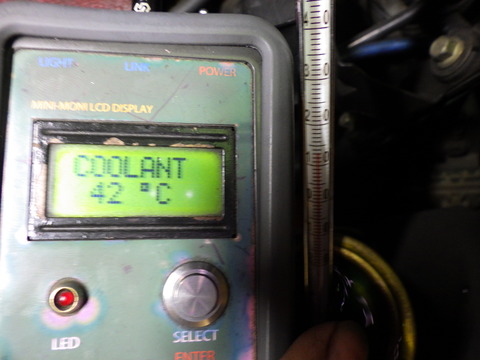 LIGHT LINK POWER
MINI-MONI LCD DISPLAY
COOLANT
42 °C
LED
SELECT
ENTER